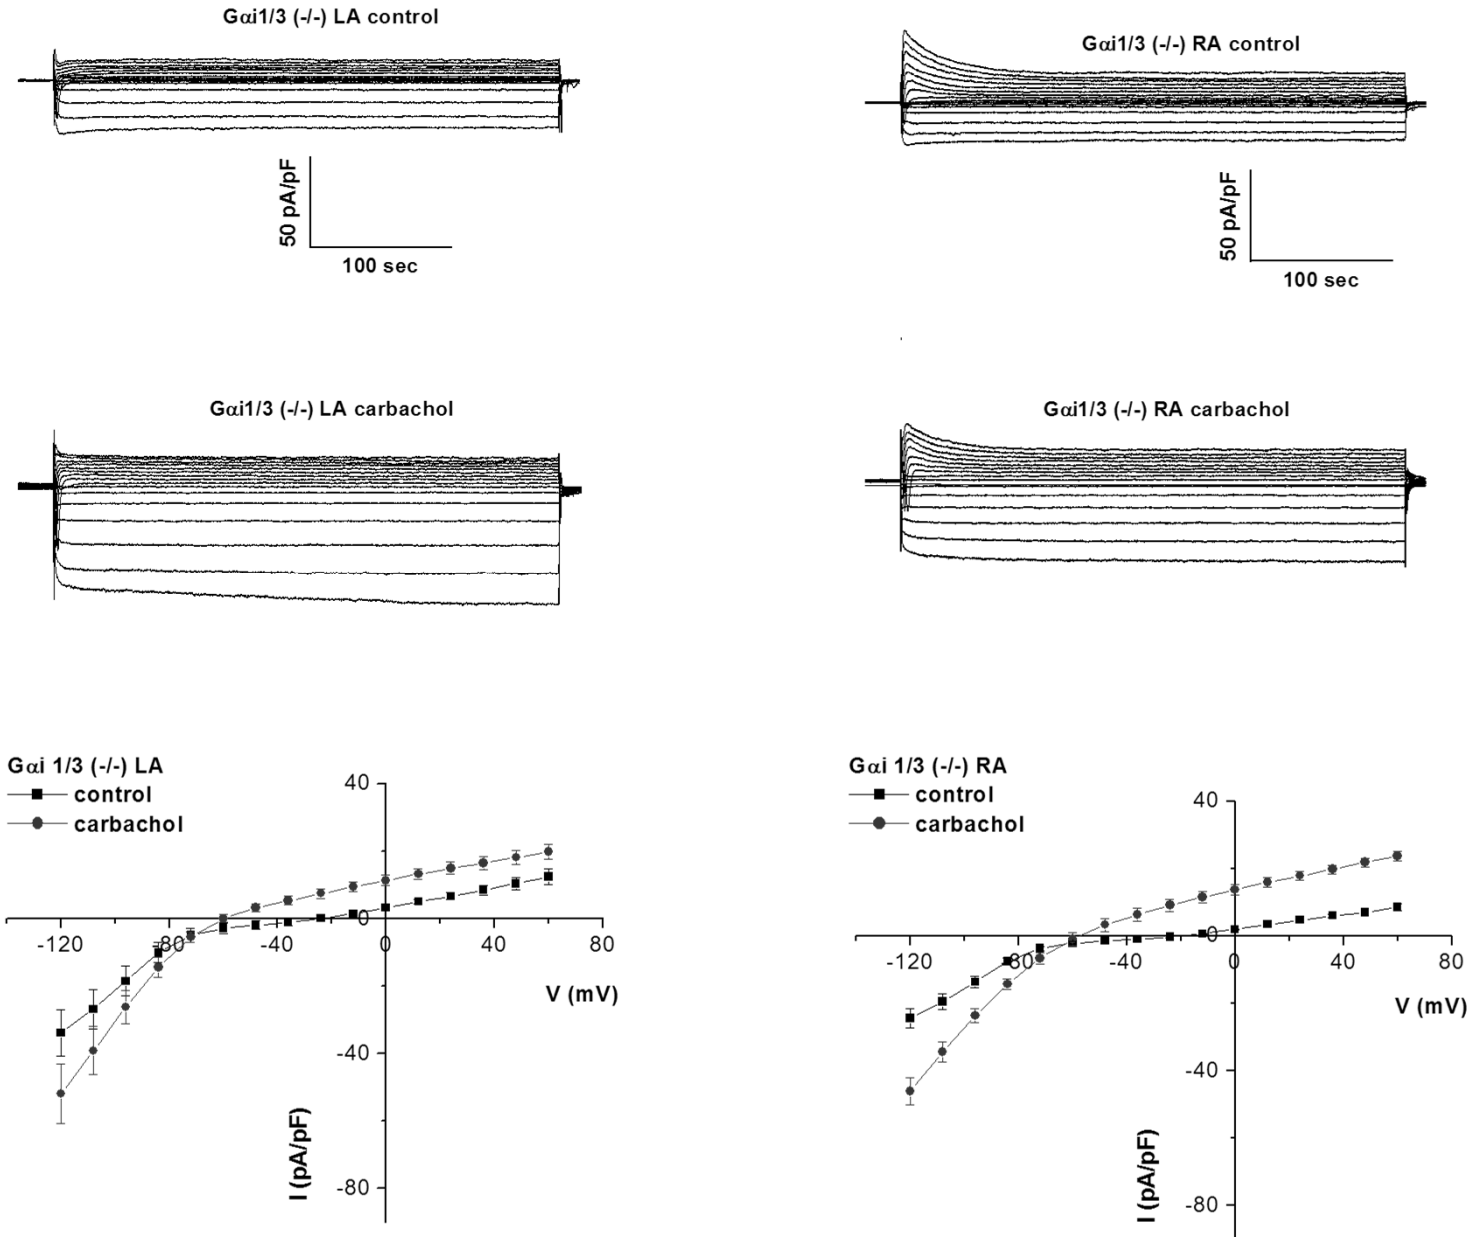 Gαi1/3 (-/-) LA control
50 pA/pF
100 sec
Gαi1/3 (-/-) RA control
50 pA/pF
100 sec
Gαi1/3 (-/-) LA carbachol
Gαi1/3 (-/-) RA carbachol
Gαi 1/3 (-/-) LA
control
carbachol
40
0
-40
-80
-120
-80
-40
0
40
80
V (mV)
I (pA/pF)
Gαi 1/3 (-/-) RA
control
carbachol
40
0
-40
-80
-120
-80
-40
0
40
80
V (mV)
I (pA/pF)